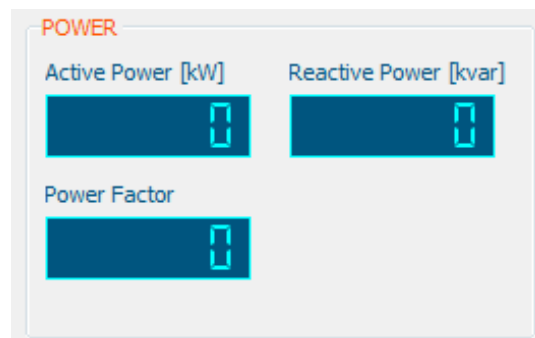 POWER
Active Power [kW] Reactive Power [kvar]
0 0
Power Factor
0